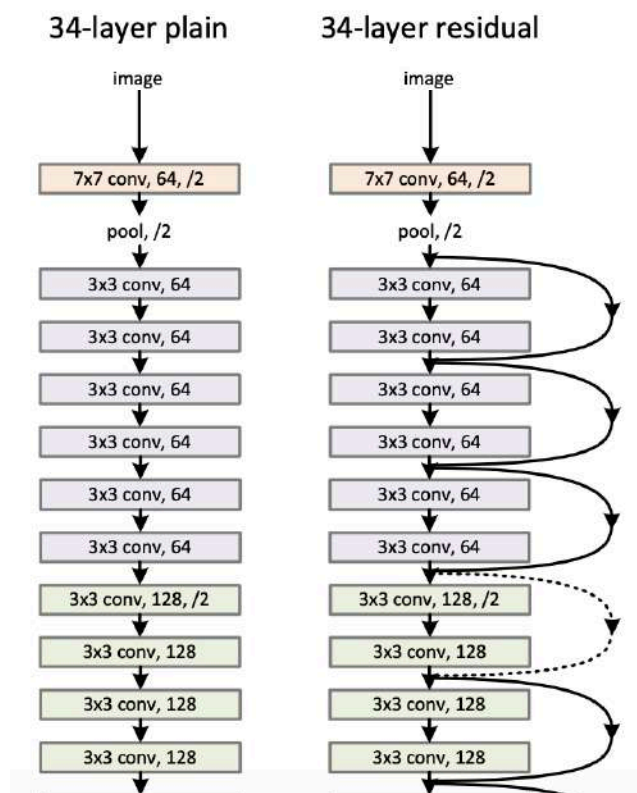 34-layer plain
34-layer residual
image
image
7x7 conv, 64, /2
7x7 conv, 64, /2
pool, /2
pool, /2
3x3 conv, 64
3x3 conv, 64
3x3 conv, 64
3x3 conv, 64
3x3 conv, 64
3x3 conv, 64
3x3 conv, 64
3x3 conv, 64
3x3 conv, 64
3x3 conv, 64
3x3 conv, 64
3x3 conv, 64
3x3 conv, 128, /2
3x3 conv, 128, /2
3x3 conv, 128
3x3 conv, 128
3x3 conv, 128
3x3 conv, 128
3x3 conv, 128
3x3 conv, 128